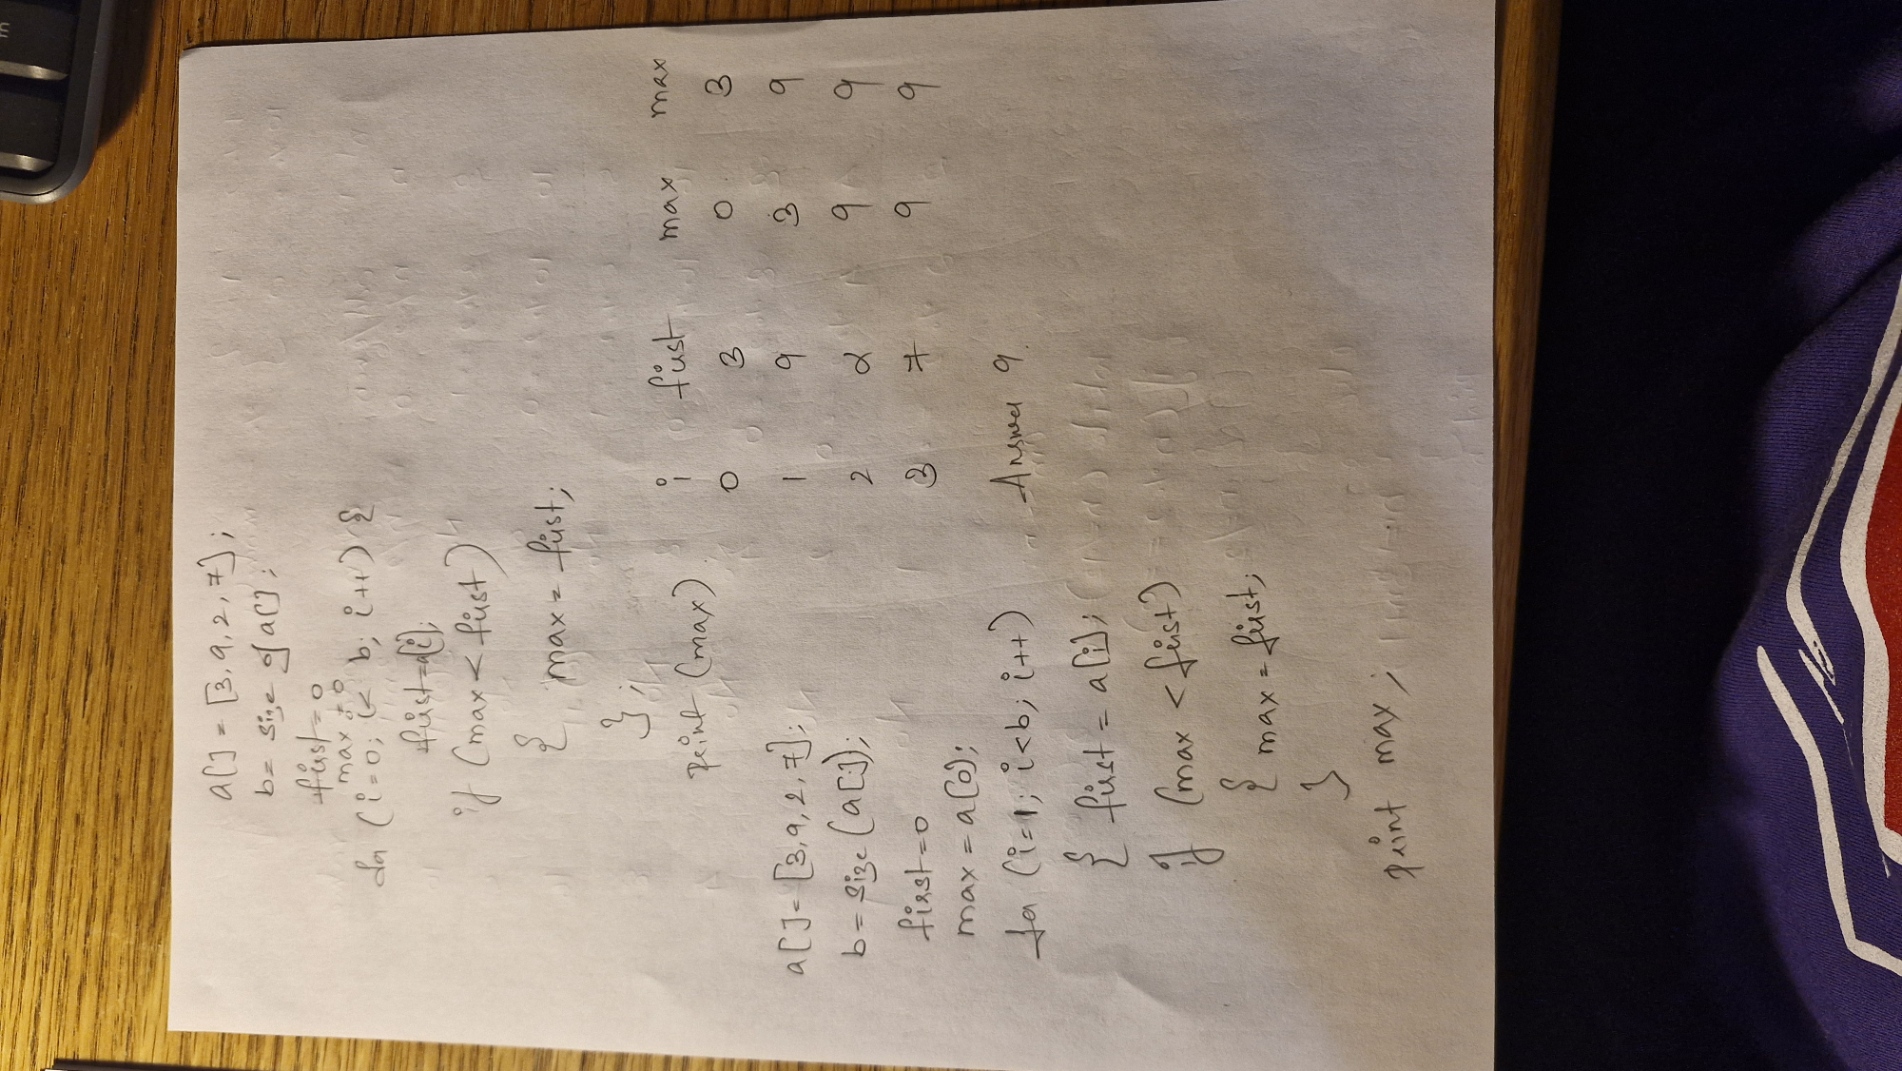 a[] = [3, 9, 2, 7];
b = size of a[];
first = 0
max = 0
for (i=0; i< b; i++) {
first=a[i];
if (max < first)
{ max = first;
};
print (max)
i first max max
0 3 0 3
1 9 3 9
2 2 9 9
3 7 9 9
Answer 9.
a[]= [3, 9, 2, 7];
b = size (a[]);
first=0
max = a[0];
for (i=1; i<b; i++)
{ first = a[i];
if (max < first)
{ max = first;
}
print max;